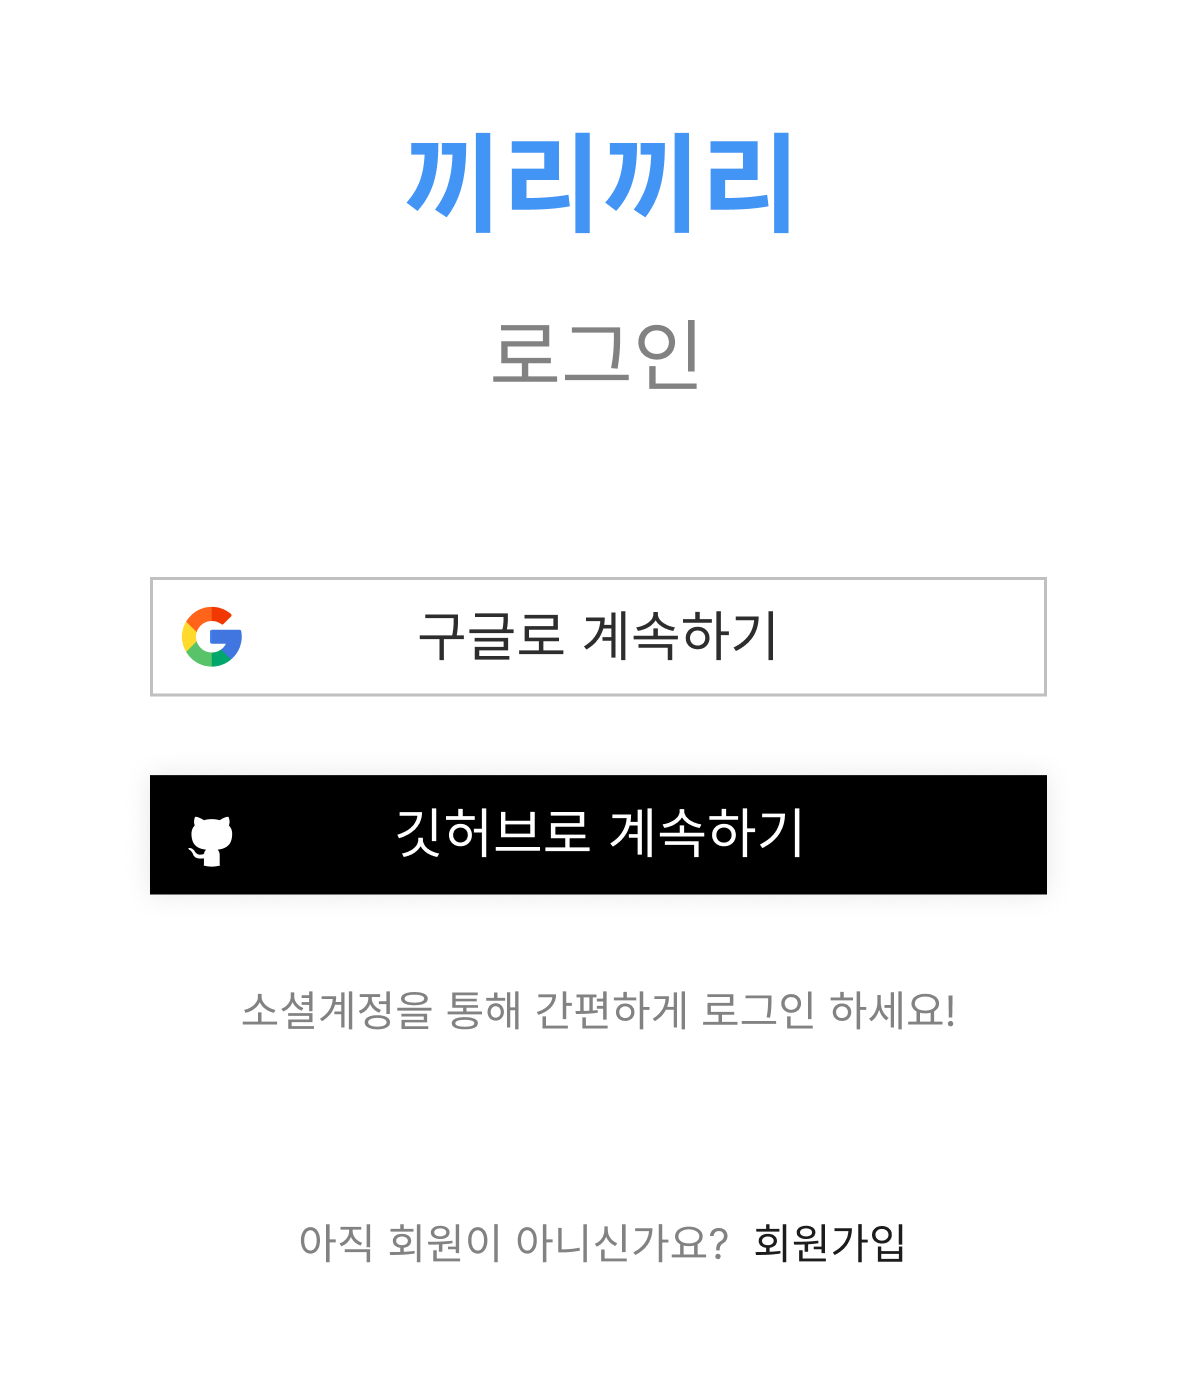 끼리끼리
로그인
구글로 계속하기
깃허브로 계속하기
소셜계정을 통해 간편하게 로그인 하세요!
아직 회원이 아니신가요? 회원가입